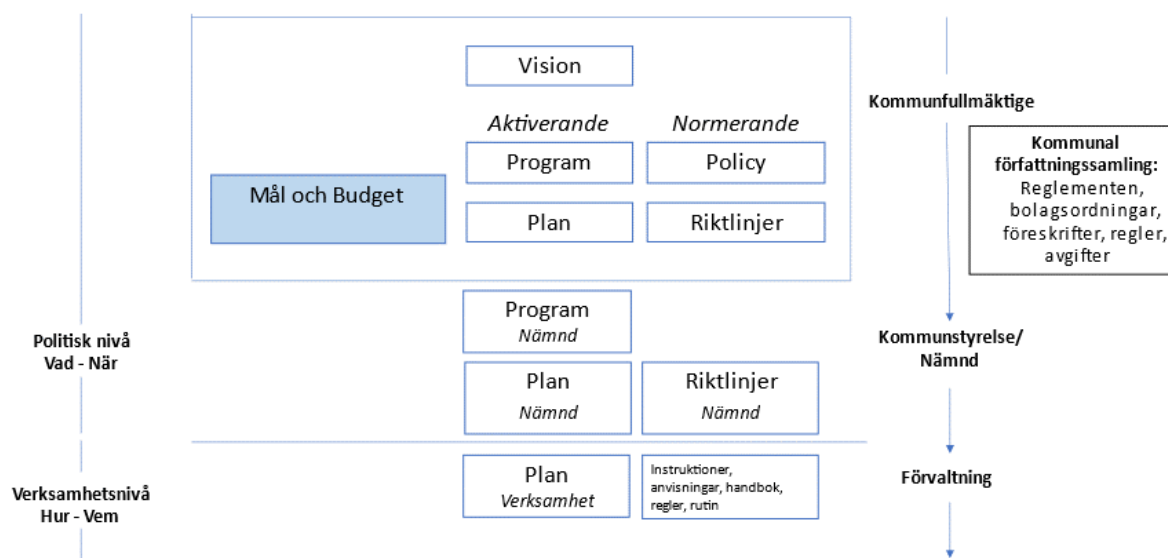 Vision
Kommunfullmäktige
Aktiverande
Normerande
Program
Policy
Kommunal
författningssamling:
Reglementen,
bolagsordningar,
föreskrifter, regler,
avgifter
Mål och Budget
Plan
Riktlinjer
Program
Nämnd
Politisk nivå
Vad - När
Kommunstyrelse/
Nämnd
Plan
Nämnd
Riktlinjer
Nämnd
Plan
Verksamhet
Instruktioner,
anvisningar, handbok,
regler, rutin
Förvaltning
Verksamhetsnivå
Hur - Vem